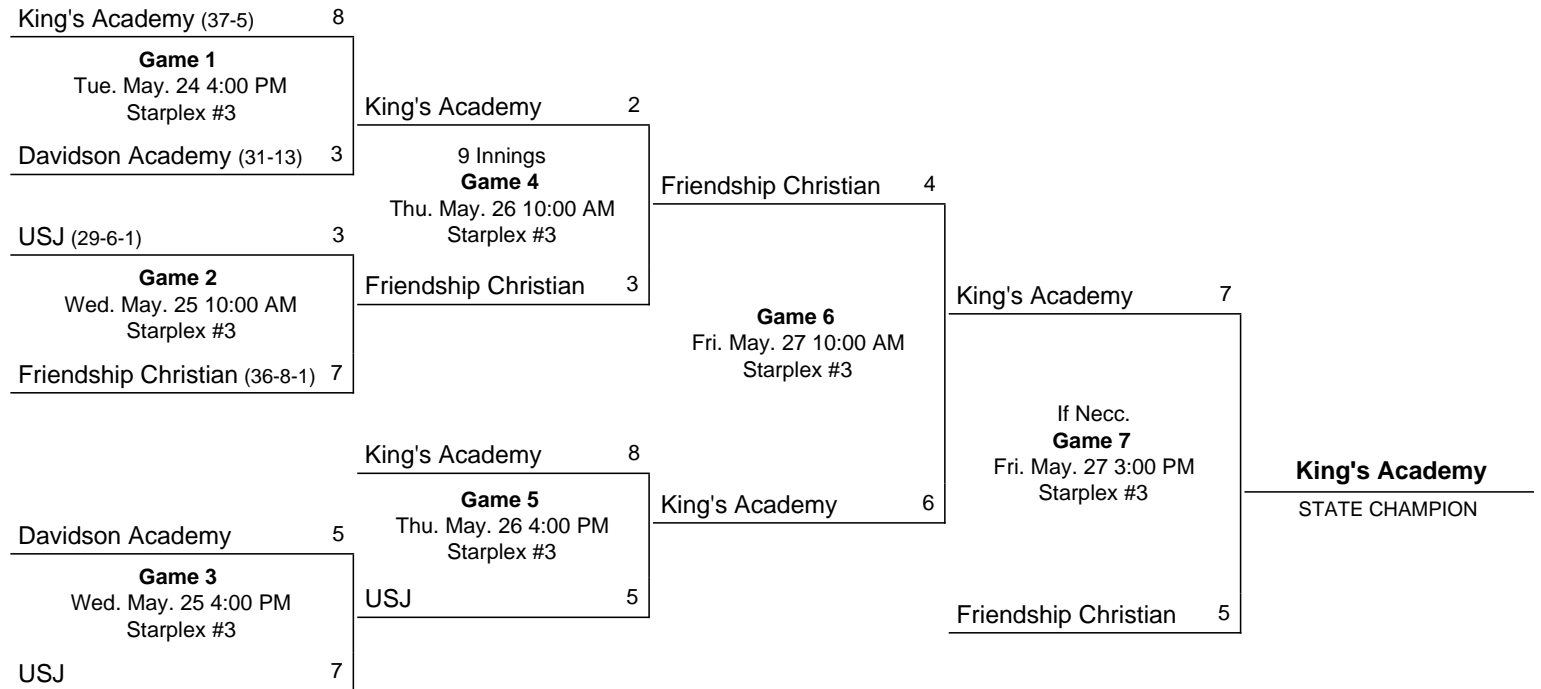 King's Academy (37-5) 8
Game 1
Tue. May. 24 4:00 PM
Starplex #3
Davidson Academy (31-13) 3
USJ (29-6-1) 3
Game 2
Wed. May. 25 10:00 AM
Starplex #3
Friendship Christian (36-8-1) 7
Davidson Academy 5
Game 3
Wed. May. 25 4:00 PM
Starplex #3
USJ 7
King's Academy 2
9 Innings
Game 4
Thu. May. 26 10:00 AM
Starplex #3
Friendship Christian 3
King's Academy 8
Game 5
Thu. May. 26 4:00 PM
Starplex #3
USJ 5
Friendship Christian 4
Game 6
Fri. May. 27 10:00 AM
Starplex #3
King's Academy 6
King's Academy 7
If Necc.
Game 7
Fri. May. 27 3:00 PM
Starplex #3
Friendship Christian 5
King's Academy
STATE CHAMPION